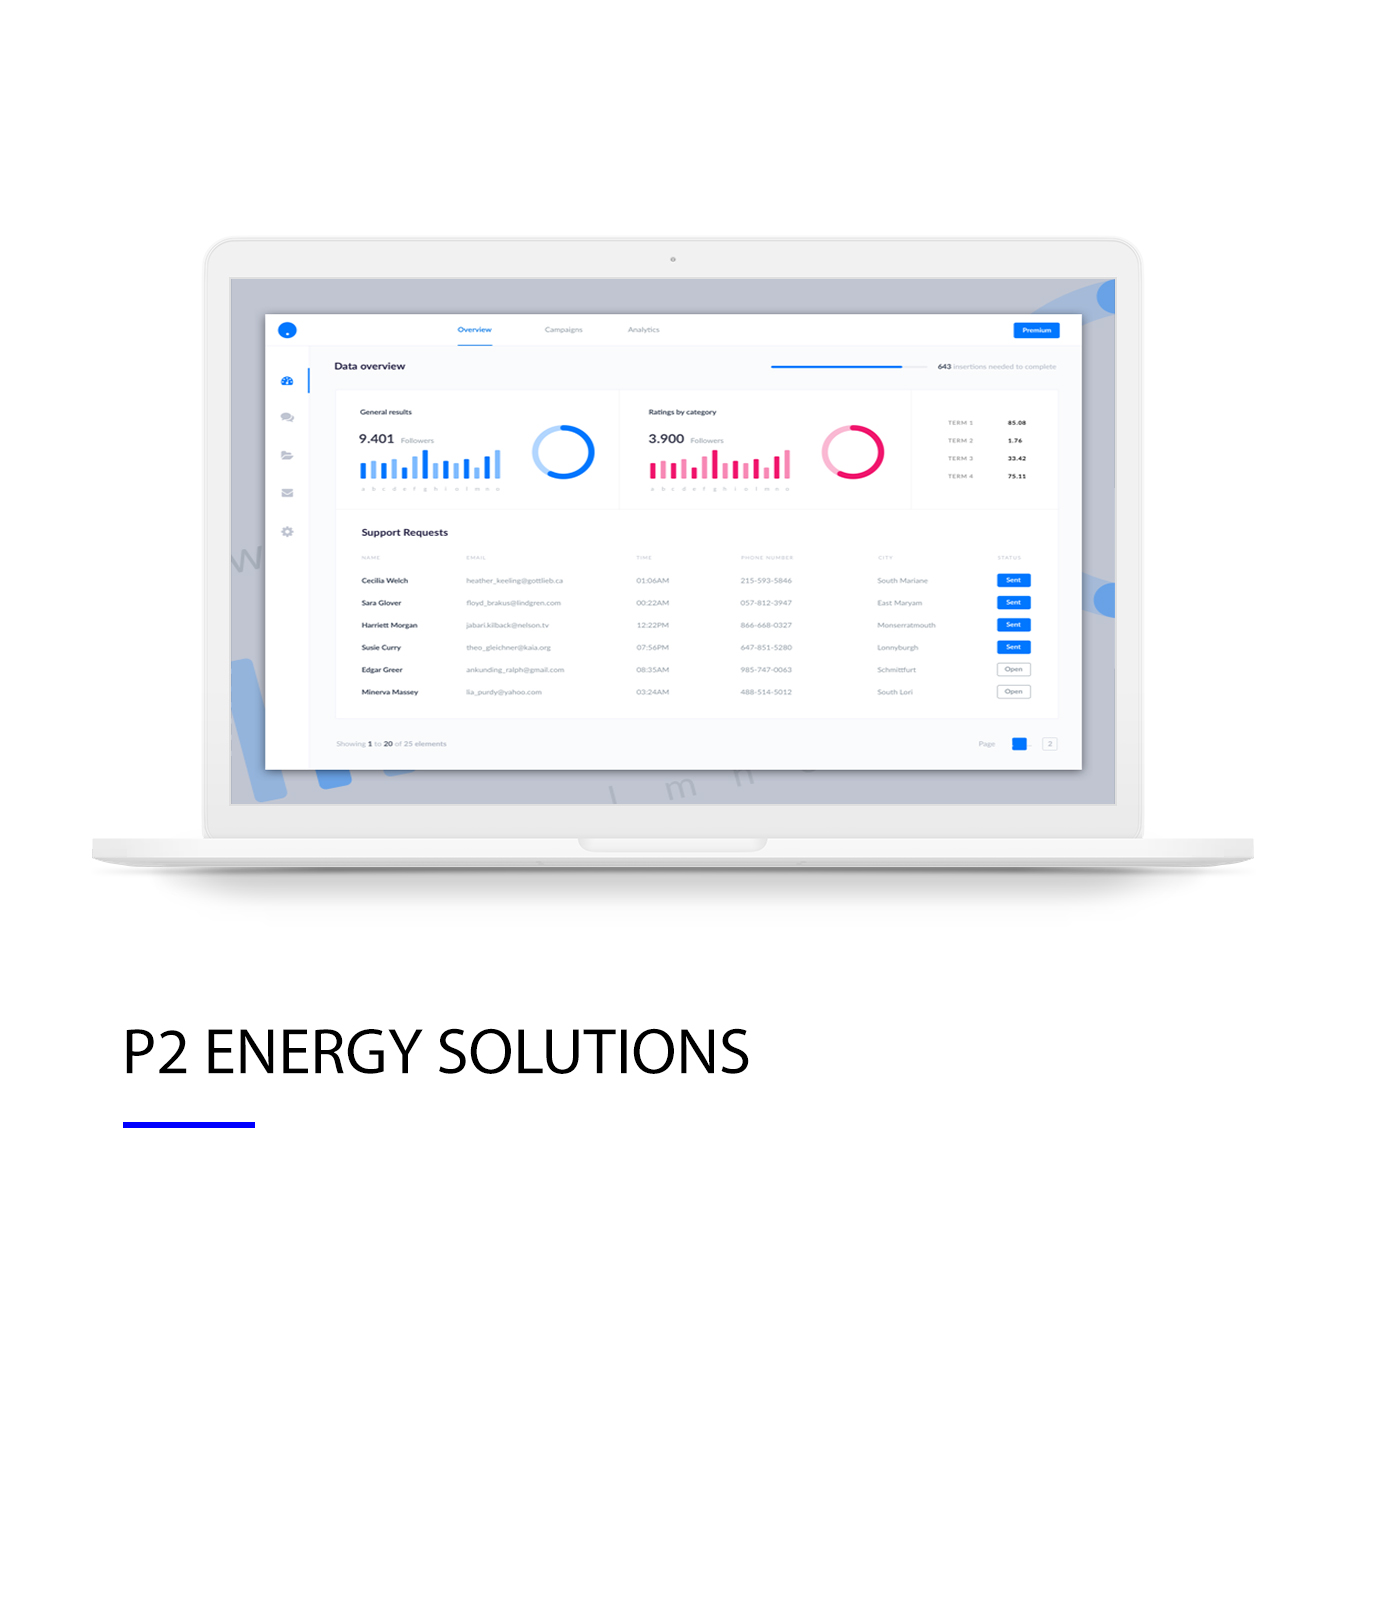 Overview Campaigns Analytics Premium
Data overview 643 insertions needed to complete
General results Ratings by category
TERM 1 85.08
9.401 Followers 3.900 Followers TERM 2 1.76
TERM 3 33.42
TERM 4 75.11
Support Requests
NAME EMAIL TIME PHONE NUMBER CITY STATUS
Cecilia Welch heather_keeling@gottlieb.ca 01:06AM 215-593-5846 South Mariane Sent
Sara Glover floyd_brakus@lindgren.com 00:22AM 057-812-3947 East Maryam Sent
Harriett Morgan jabari.kilback@nelson.tv 12:22PM 866-668-0327 Monserratmouth Sent
Susie Curry theo_gleichner@kaia.org 07:56PM 647-851-5280 Lonnyburgh Sent
Edgar Greer ankunding_ralph@gmail.com 08:35AM 985-747-0063 Schmittfurt Open
Minerva Massey lia_purdy@yahoo.com 03:24AM 488-514-5012 South Lori Open
Showing 1 to 20 of 25 elements Page 2
w
l m n
P2 ENERGY SOLUTIONS